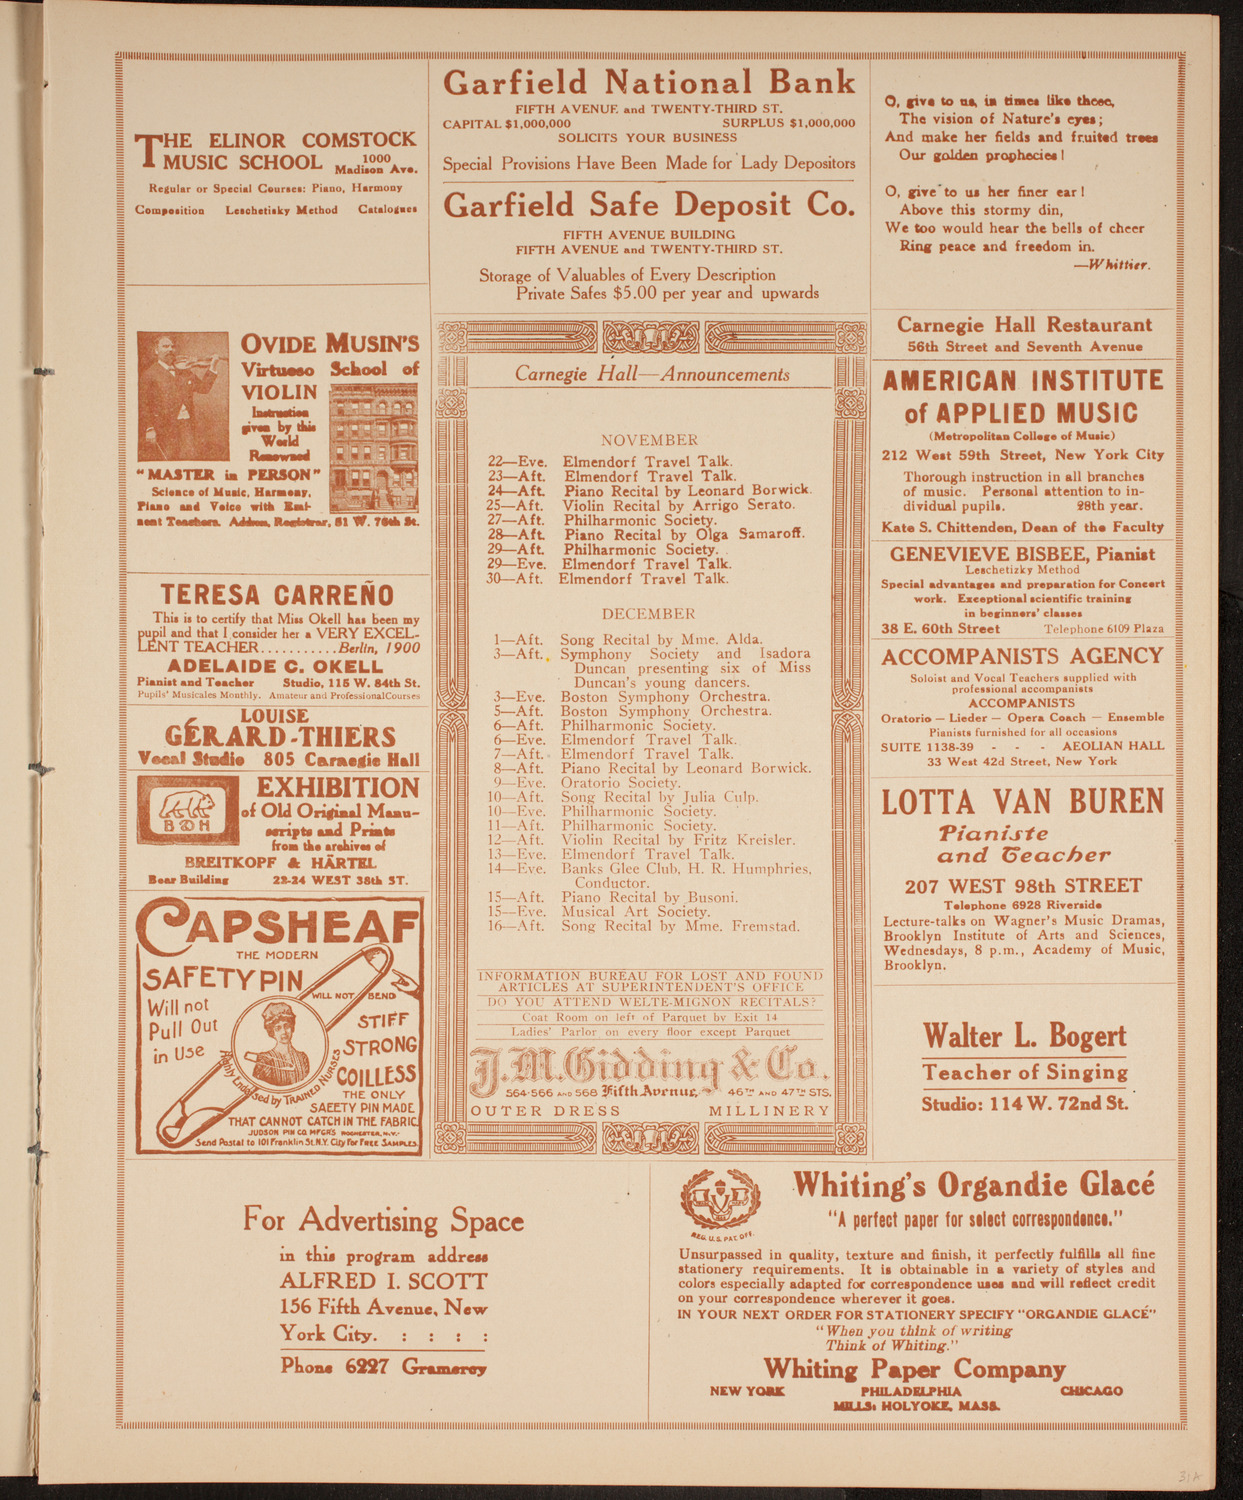 THE ELINOR COMSTOCK
MUSIC SCHOOL 1000
Madison Ave.
Regular or Special Courses: Piano, Harmony
Composition Leschetisky Method Catalogues
OVIDE MUSIN'S
Virtuoso School of
VIOLIN
Instruction
given by this
World
Renowned
"MASTER in PERSON"
Science of Music, Harmony,
Piano and Voice with Emi-
nent Teachers. Address, Registrar, 51 W. 76th St.
TERESA CARREÑO
This is to certify that Miss Okell has been my
pupil and that I consider her a VERY EXCEL-
LENT TEACHER...........Berlin, 1900
ADELAIDE C. OKELL
Pianist and Teacher Studio, 115 W. 84th St.
Pupils' Musicales Monthly. Amateur and Professional Courses
LOUISE
GÉRARD-THIERS
Vocal Studio 805 Carnegie Hall
B & H
EXHIBITION
of Old Original Manu-
scripts and Prints
from the archives of
BREITKOPF & HÄRTEL
Bear Building 22-24 WEST 38th ST.
CAPSHEAF
THE MODERN
SAFETY PIN
WILL NOT BEND
Will not
Pull Out
in Use
STIFF
STRONG
COILLESS
Highly Endorsed by TRAINED NURSES
THE ONLY
SAFETY PIN MADE
THAT CANNOT CATCH IN THE FABRIC.
JUDSON PIN CO. MFGRS. ROCHESTER, N.Y.
Send Postal to 101 Franklin St. N.Y. City For FREE SAMPLES.
Garfield National Bank
FIFTH AVENUE and TWENTY-THIRD ST.
CAPITAL $1,000,000 SURPLUS $1,000,000
SOLICITS YOUR BUSINESS
Special Provisions Have Been Made for Lady Depositors
Garfield Safe Deposit Co.
FIFTH AVENUE BUILDING
FIFTH AVENUE and TWENTY-THIRD ST.
Storage of Valuables of Every Description
Private Safes $5.00 per year and upwards
Carnegie Hall—Announcements
NOVEMBER
22—Eve. Elmendorf Travel Talk.
23—Aft. Elmendorf Travel Talk.
24—Aft. Piano Recital by Leonard Borwick.
25—Aft. Violin Recital by Arrigo Serato.
27—Aft. Philharmonic Society.
28—Aft. Piano Recital by Olga Samaroff.
29—Aft. Philharmonic Society.
29—Eve. Elmendorf Travel Talk.
30—Aft. Elmendorf Travel Talk.
DECEMBER
1—Aft. Song Recital by Mme. Alda.
3—Aft. Symphony Society and Isadora
Duncan presenting six of Miss
Duncan's young dancers.
3—Eve. Boston Symphony Orchestra.
5—Aft. Boston Symphony Orchestra.
6—Aft. Philharmonic Society.
6—Eve. Elmendorf Travel Talk.
7—Aft. Elmendorf Travel Talk.
8—Aft. Piano Recital by Leonard Borwick.
9—Eve. Oratorio Society.
10—Aft. Song Recital by Julia Culp.
10—Eve. Philharmonic Society.
11—Aft. Philharmonic Society.
12—Aft. Violin Recital by Fritz Kreisler.
13—Eve. Elmendorf Travel Talk.
14—Eve. Banks Glee Club, H. R. Humphries,
Conductor.
15—Aft. Piano Recital by Busoni.
15—Eve. Musical Art Society.
16—Aft. Song Recital by Mme. Fremstad.
INFORMATION BUREAU FOR LOST AND FOUND
ARTICLES AT SUPERINTENDENT'S OFFICE
DO YOU ATTEND WELTE-MIGNON RECITALS?
Coat Room on left of Parquet by Exit 14
Ladies' Parlor on every floor except Parquet
J.M. Gidding & Co.
564-566 AND 568 Fifth Avenue, 46TH AND 47TH STS.
OUTER DRESS MILLINERY
O, give to us, in times like these,
The vision of Nature's eyes;
And make her fields and fruited trees
Our golden prophecies!
O, give to us her finer ear!
Above this stormy din,
We too would hear the bells of cheer
Ring peace and freedom in.
—Whittier.
Carnegie Hall Restaurant
56th Street and Seventh Avenue
AMERICAN INSTITUTE
of APPLIED MUSIC
(Metropolitan College of Music)
212 West 59th Street, New York City
Thorough instruction in all branches
of music. Personal attention to in-
dividual pupils. 28th year.
Kate S. Chittenden, Dean of the Faculty
GENEVIEVE BISBEE, Pianist
Leschetizky Method
Special advantages and preparation for Concert
work. Exceptional scientific training
in beginners' classes
38 E. 60th Street Telephone 6109 Plaza
ACCOMPANISTS AGENCY
Soloist and Vocal Teachers supplied with
professional accompanists
ACCOMPANISTS
Oratorio — Lieder — Opera Coach — Ensemble
Pianists furnished for all occasions
SUITE 1138-39 - - - AEOLIAN HALL
33 West 42d Street, New York
LOTTA VAN BUREN
Pianiste
and Teacher
207 WEST 98th STREET
Telephone 6928 Riverside
Lecture-talks on Wagner's Music Dramas,
Brooklyn Institute of Arts and Sciences,
Wednesdays, 8 p.m., Academy of Music,
Brooklyn.
Walter L. Bogert
Teacher of Singing
Studio: 114 W. 72nd St.
For Advertising Space
in this program address
ALFRED I. SCOTT
156 Fifth Avenue, New
York City. : : : :
Phone 6227 Gramercy
REG. U.S. PAT. OFF.
Whiting's Organdie Glacé
"A perfect paper for select correspondence."
Unsurpassed in quality, texture and finish, it perfectly fulfills all fine
stationery requirements. It is obtainable in a variety of styles and
colors especially adapted for correspondence uses and will reflect credit
on your correspondence wherever it goes.
IN YOUR NEXT ORDER FOR STATIONERY SPECIFY "ORGANDIE GLACÉ"
"When you think of writing
Think of Whiting."
Whiting Paper Company
NEW YORK PHILADELPHIA CHICAGO
MILLS: HOLYOKE, MASS.
31A